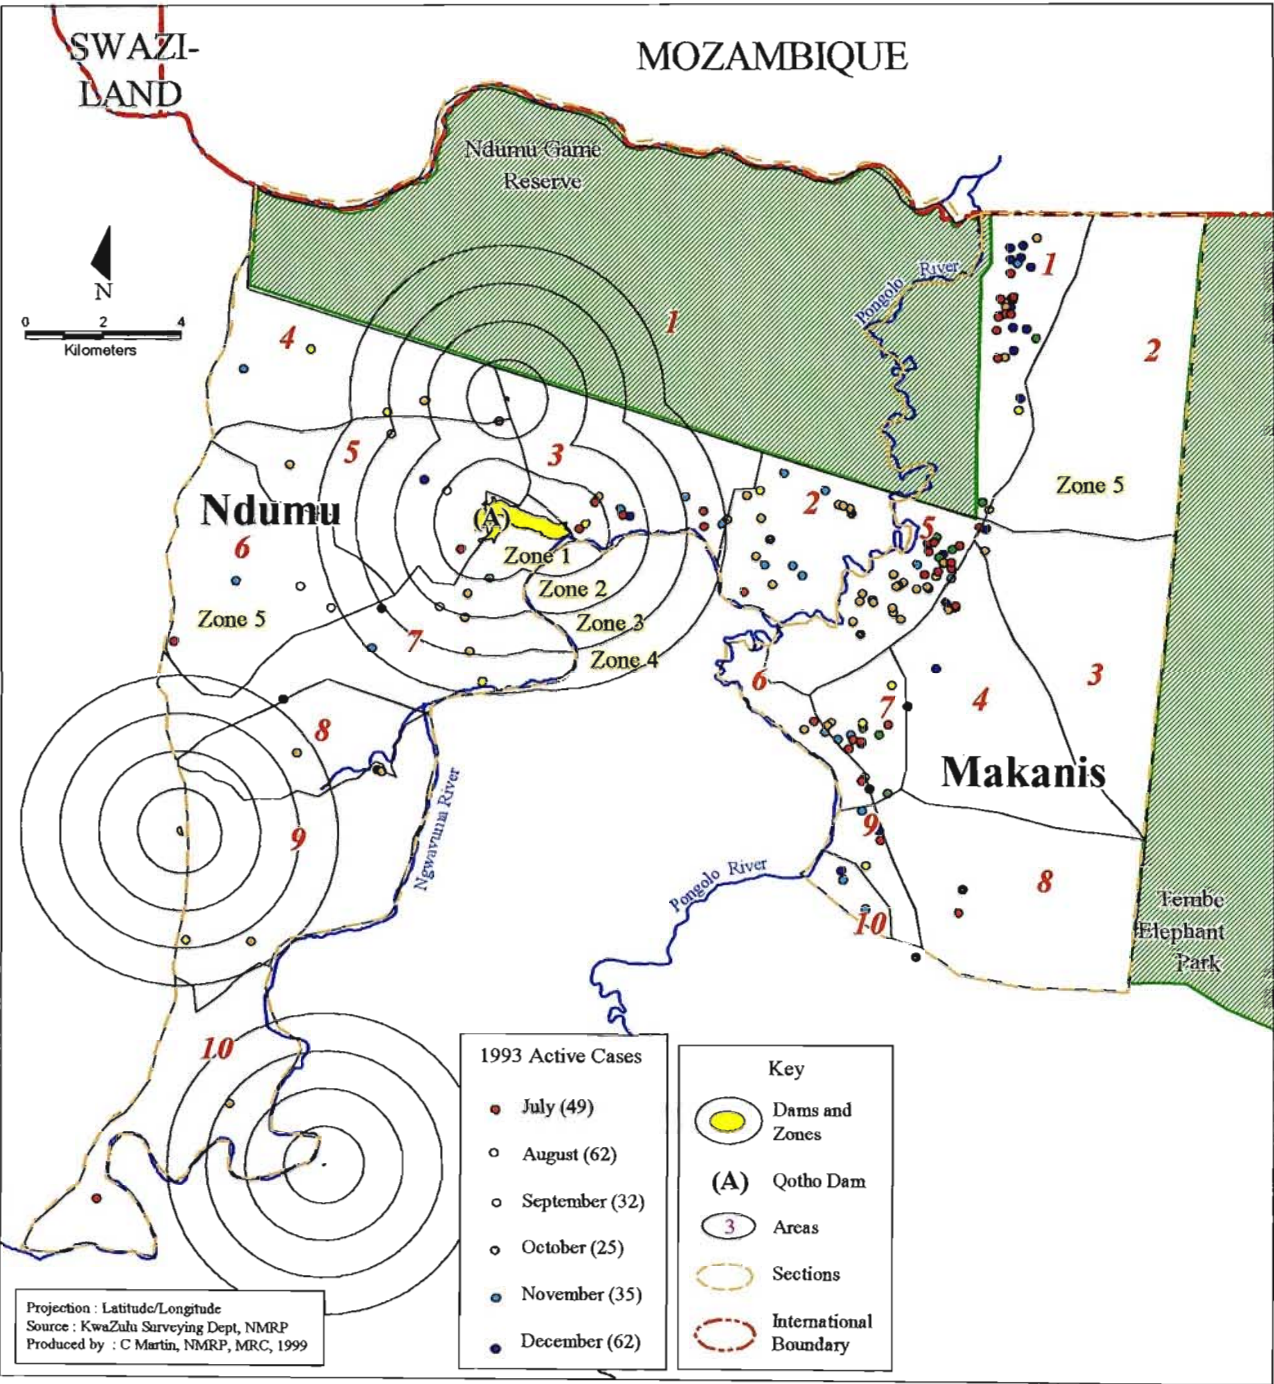 SWAZI-
LAND
MOZAMBIQUE
Ndumu Game
Reserve
N
0 2 4
Kilometers
Pongolo River
1
1
2
4
3
5
2
Zone 5
Ndumu
(A)
5
6
Zone 1
Zone 2
Zone 3
Zone 4
Zone 5
7
6
7
4
3
8
Makanis
9
9
8
Ngwavuma River
Pongolo River
10
Tembe
Elephant
Park
10
1993 Active Cases
July (49)
August (62)
September (32)
October (25)
November (35)
December (62)
Key
Dams and
Zones
(A) Qotho Dam
3 Areas
Sections
International
Boundary
Projection : Latitude/Longitude
Source : KwaZulu Surveying Dept, NMRP
Produced by : C Martin, NMRP, MRC, 1999